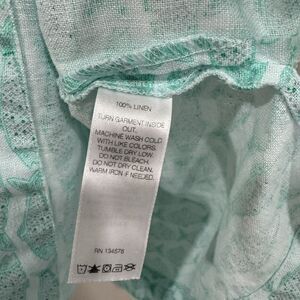 100% LINEN
TURN GARMENT INSIDE
OUT.
MACHINE WASH COLD
WITH LIKE COLORS.
TUMBLE DRY LOW.
DO NOT BLEACH.
DO NOT DRY CLEAN.
WARM IRON IF NEEDED.
RN 134576